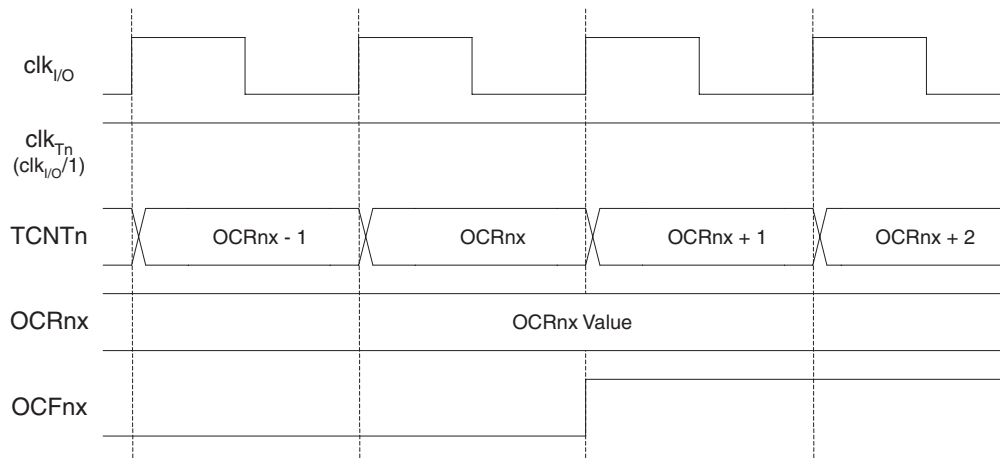 clkI/O
clkTn
(clkI/O/1)
TCNTn
OCRnx - 1
OCRnx
OCRnx + 1
OCRnx + 2
OCRnx
OCRnx Value
OCFnx